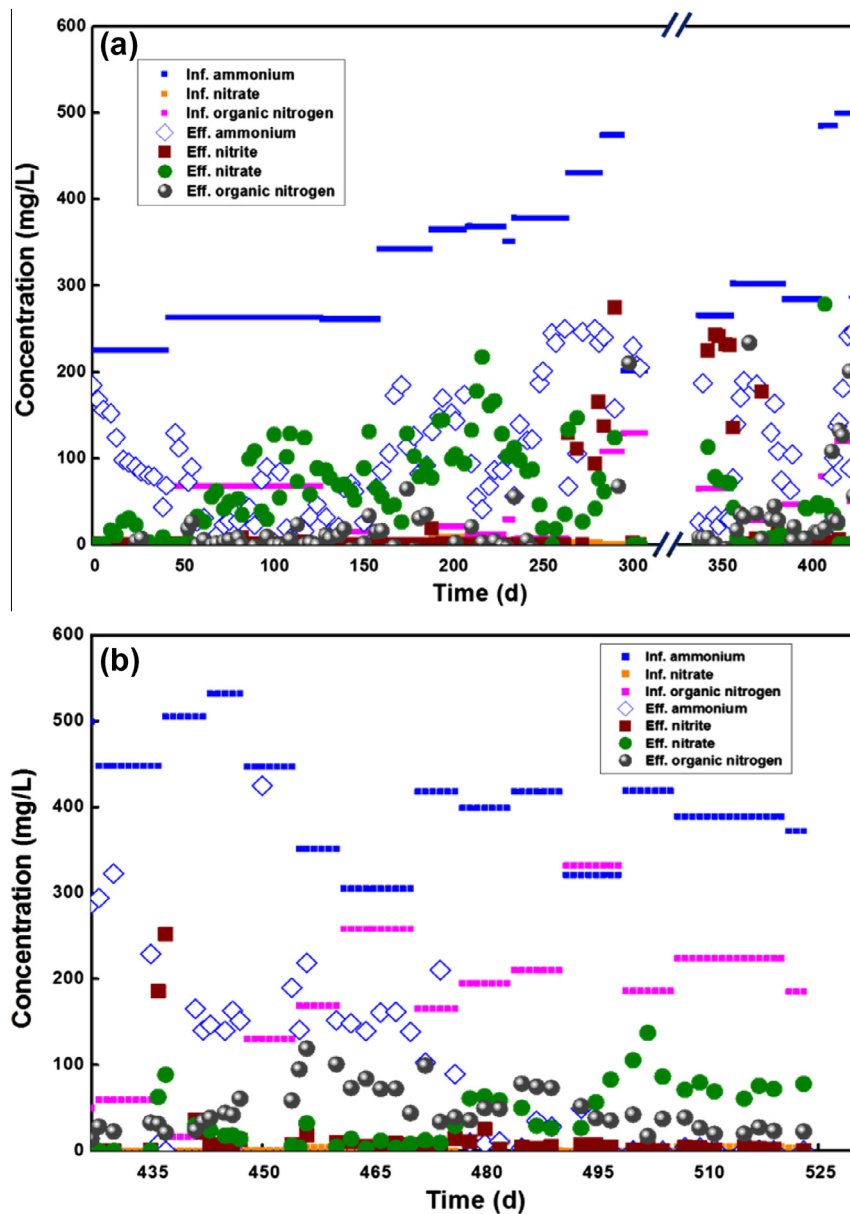 (a)
600
500
400
300
200
100
0
Concentration (mg/L)
Inf. ammonium
Inf. nitrate
Inf. organic nitrogen
Eff. ammonium
Eff. nitrite
Eff. nitrate
Eff. organic nitrogen
0 50 100 150 200 250 300 350 400
Time (d)
(b)
600
500
400
300
200
100
0
Concentration (mg/L)
Inf. ammonium
Inf. nitrate
Inf. organic nitrogen
Eff. ammonium
Eff. nitrite
Eff. nitrate
Eff. organic nitrogen
435 450 465 480 495 510 525
Time (d)